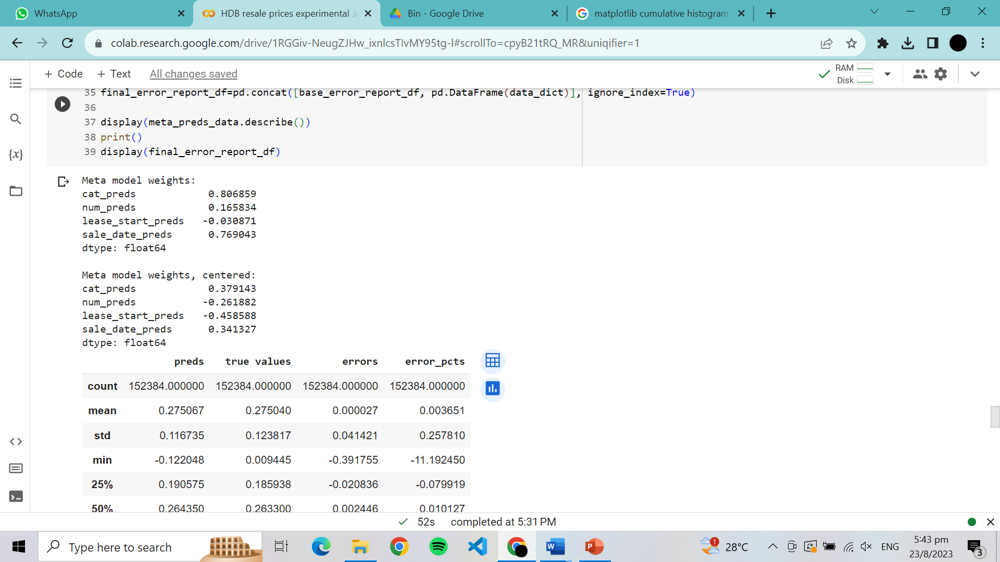 WhatsApp
HDB resale prices experimental .i
Bin - Google Drive
matplotlib cumulative histogram
colab.research.google.com/drive/1RGGiv-NeugZJHw_ixnlcsTIvMY95tg-l#scrollTo=cpyB21tRQ_MR&uniqifier=1
+ Code + Text All changes saved
RAM
Disk
35 final_error_report_df=pd.concat([base_error_report_df, pd.DataFrame(data_dict)], ignore_index=True)
36
37 display(meta_preds_data.describe())
38 print()
39 display(final_error_report_df)
{x}
Meta model weights:
cat_preds 0.806859
num_preds 0.165834
lease_start_preds -0.030871
sale_date_preds 0.769043
dtype: float64
Meta model weights, centered:
cat_preds 0.379143
num_preds -0.261882
lease_start_preds -0.458588
sale_date_preds 0.341327
dtype: float64
preds true values errors error_pcts
count 152384.000000 152384.000000 152384.000000 152384.000000
mean 0.275067 0.275040 0.000027 0.003651
std 0.116735 0.123817 0.041421 0.257810
min -0.122048 0.009445 -0.391755 -11.192450
25% 0.190575 0.185938 -0.020836 -0.079919
50% 0.264350 0.263300 0.002446 0.010127
52s completed at 5:31 PM
Type here to search
W
P
1
28°C
ENG
5:43 pm
23/8/2023
3